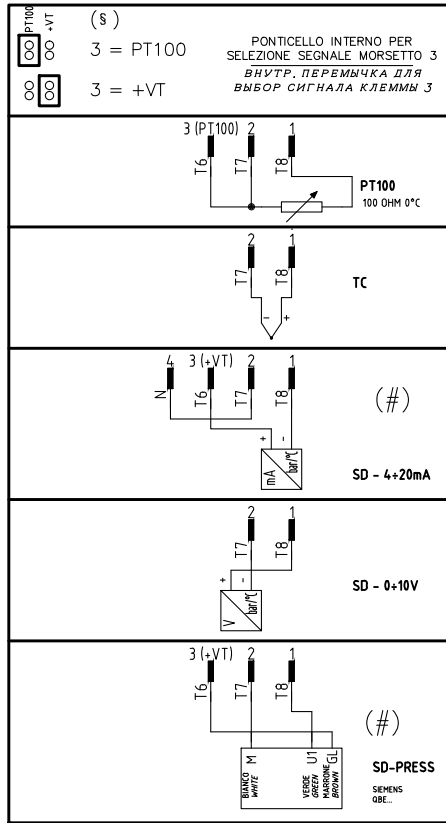 PT100
+VT
(§)
3 = PT100
3 = +VT
PONTICELLO INTERNO PER
SELEZIONE SEGNALE MORSETTO 3
ВНУТР. ПЕРЕМЫЧКА ДЛЯ
ВЫБОР СИГНАЛА КЛЕММЫ 3
3 (PT100) 2 1
T6 T7 T8
PT100
100 OHM 0°C
2 1
T7 T8
- +
TC
4 3 (+VT) 2 1
N T6 T7 T8
(#)
+ -
mA bar/°C
SD - 4÷20mA
2 1
T7 T8
+ -
V bar/°C
SD - 0÷10V
3 (+VT) 2 1
T6 T7 T8
(#)
M U1 GL
BIANCO
WHITE
VERDE
GREEN
MARRONE
BROWN
SD-PRESS
SIEMENS
QBE...